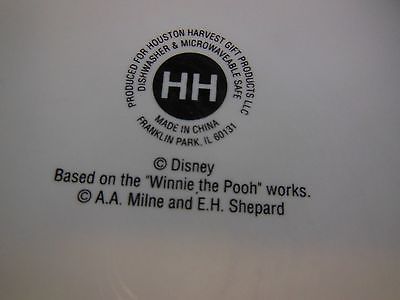 PRODUCED FOR HOUSTON HARVEST GIFT PRODUCTS LLC
DISHWASHER & MICROWAVEABLE SAFE
HH
MADE IN CHINA
FRANKLIN PARK, IL 60131
© Disney
Based on the "Winnie the Pooh" works.
© A.A. Milne and E.H. Shepard